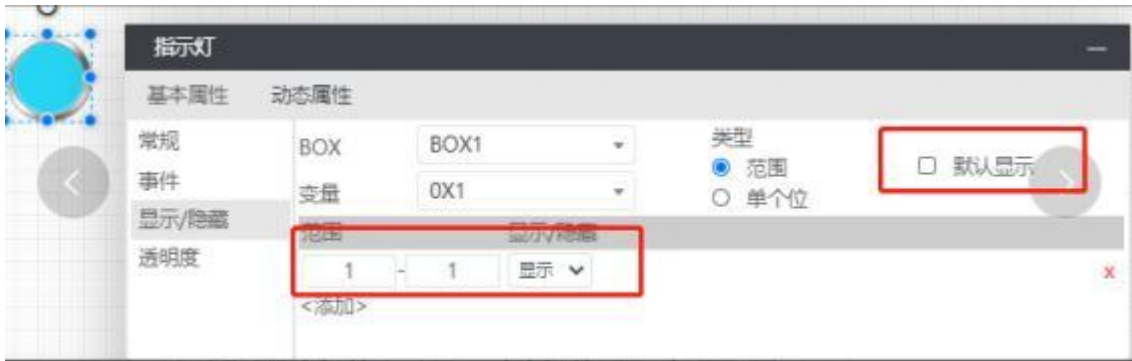 指示灯
基本属性 动态属性
常规 BOX BOX1 类型 默认显示
范围
事件 变量 0X1 单个位
显示/隐藏 范围 显示/隐藏
透明度 1 - 1 显示 x
<添加>